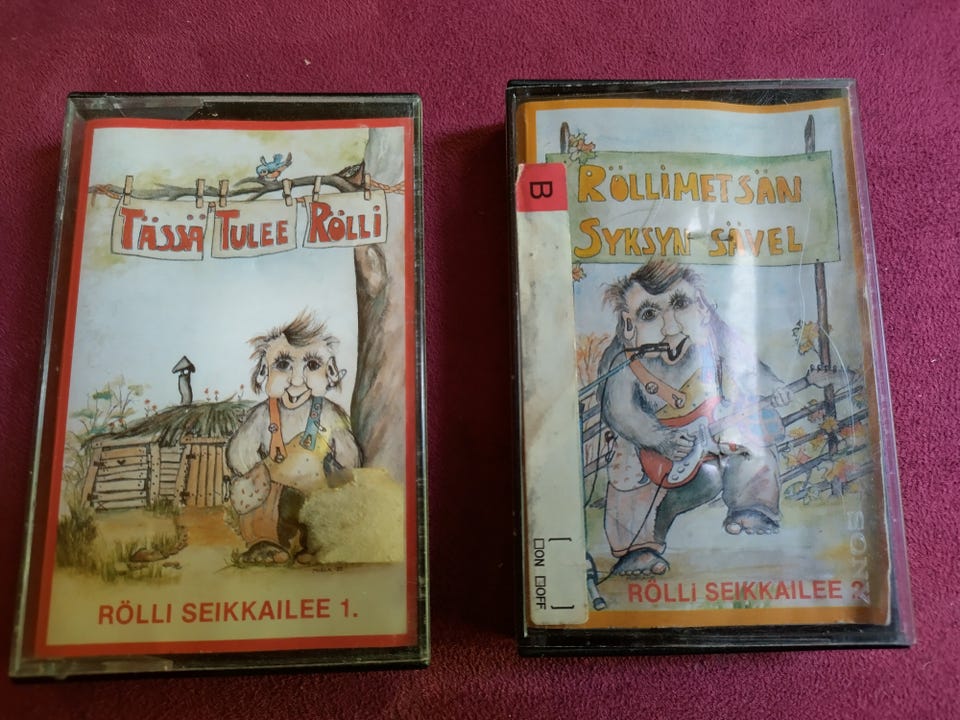 TÄSSÄ TULEE RÖLLI
RÖLLI SEIKKAILEE 1.
B
RÖLLIMETSÄN
SYKSYN SÄVEL
ON OFF
RÖLLI SEIKKAILEE 2.